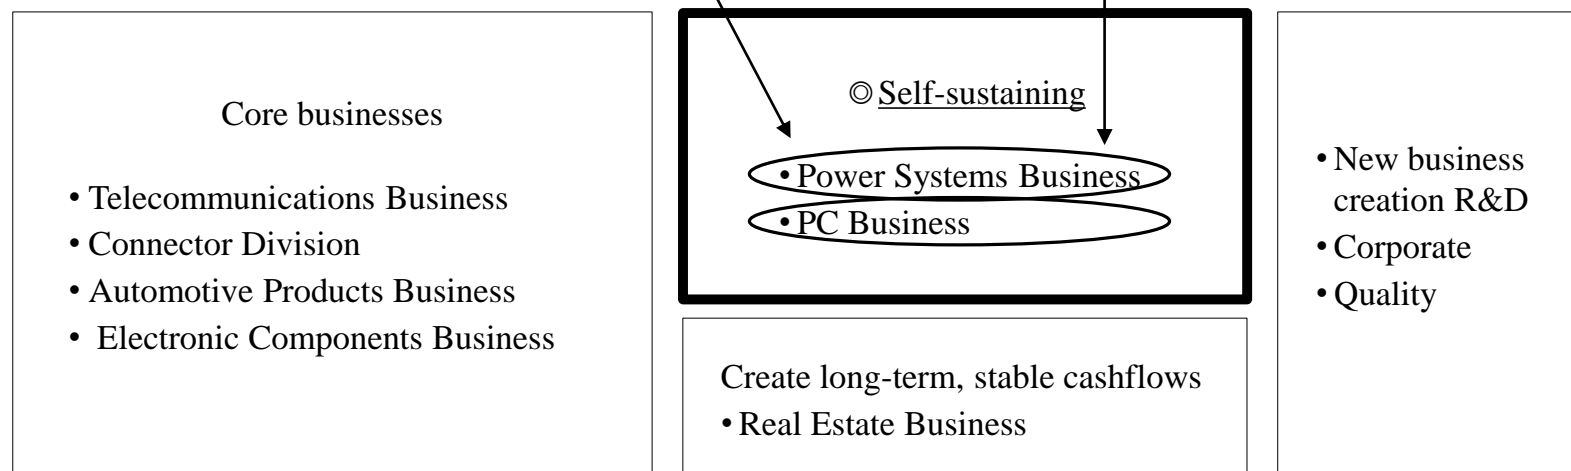 Core businesses
• Telecommunications Business
• Connector Division
• Automotive Products Business
• Electronic Components Business
◎Self-sustaining
• Power Systems Business
• PC Business
Create long-term, stable cashflows
• Real Estate Business
• New business
creation R&D
• Corporate
• Quality